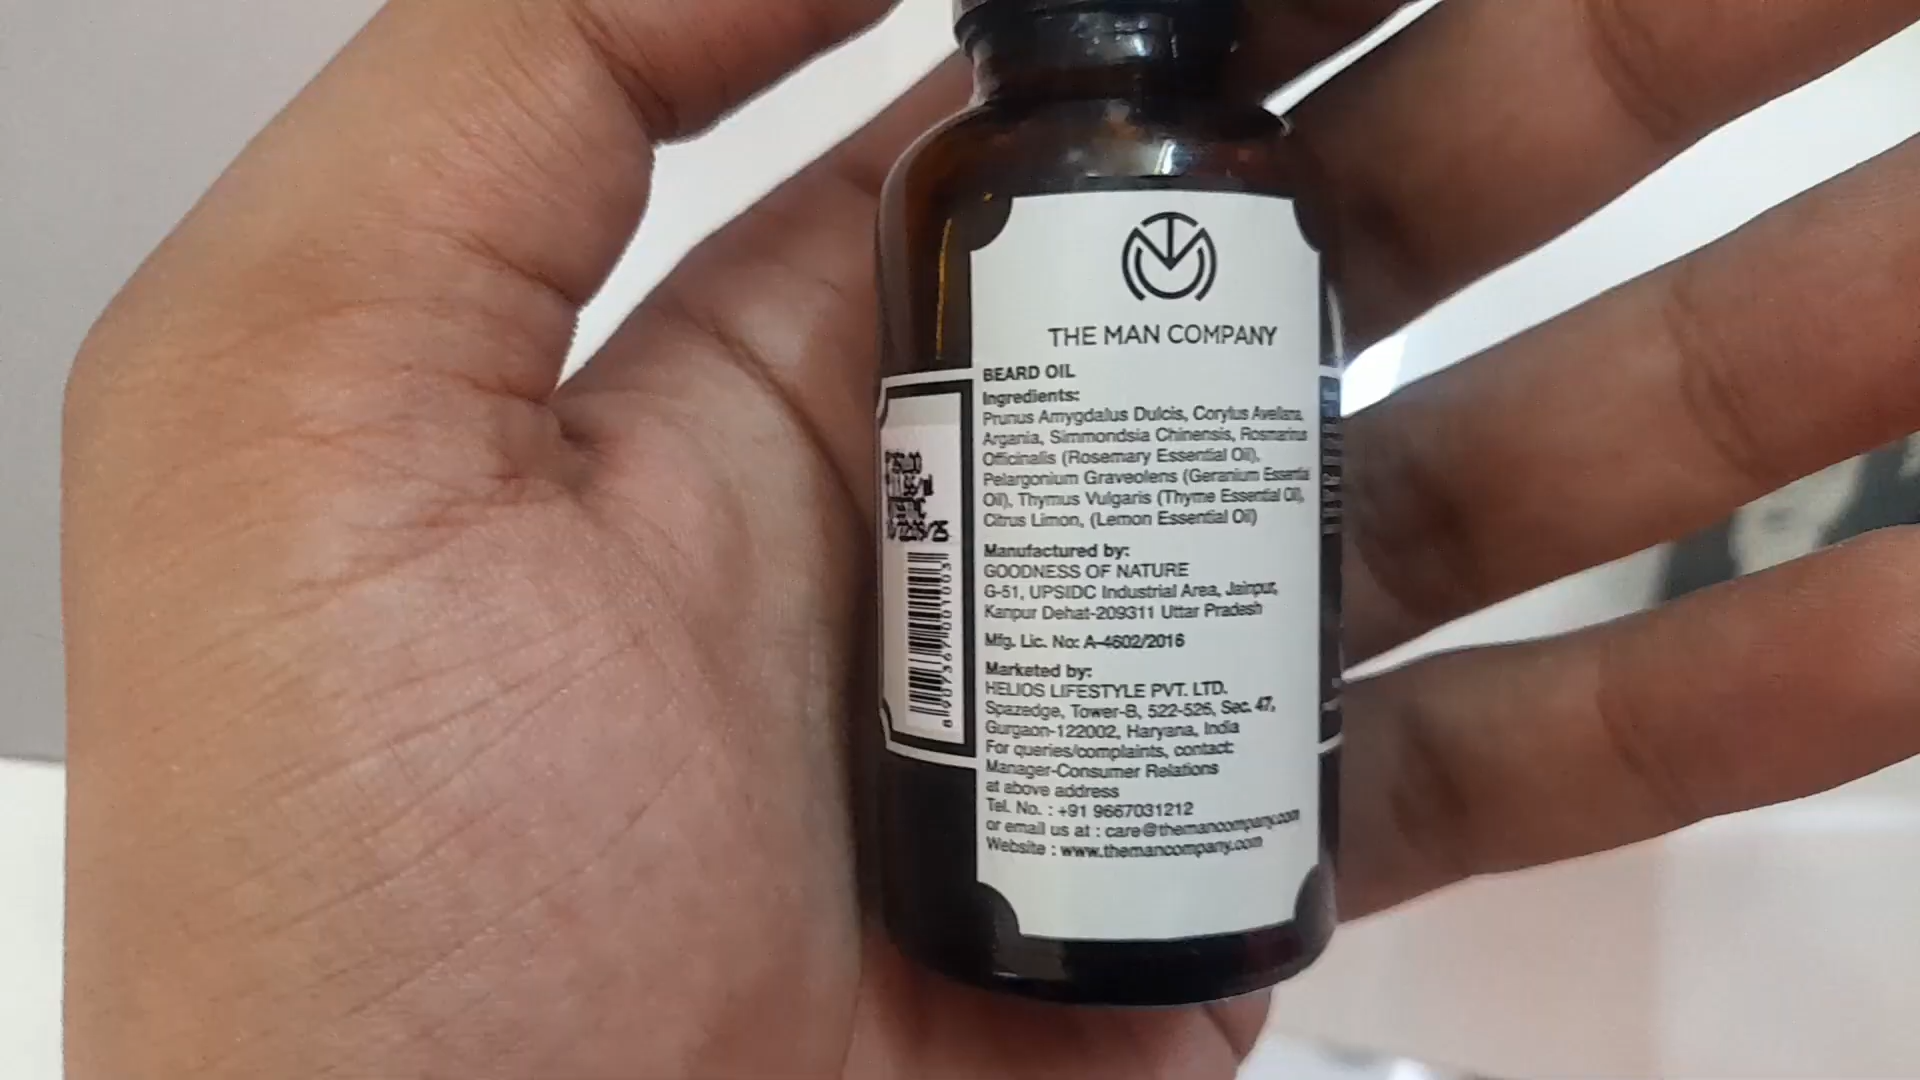 THE MAN COMPANY
BEARD OIL
Ingredients:
Prunus Amygdalus Dulcis, Corylus Avellana,
Argania, Simmondsia Chinensis, Rosmarinus
Officinalis (Rosemary Essential Oil),
Pelargonium Graveolens (Geranium Essential
Oil), Thymus Vulgaris (Thyme Essential Oil),
Citrus Limon, (Lemon Essential Oil)
Manufactured by:
GOODNESS OF NATURE
G-51, UPSIDC Industrial Area, Jainpur,
Kanpur Dehat-209311 Uttar Pradesh
Mfg. Lic. No: A-4602/2016
Marketed by:
HELIOS LIFESTYLE PVT. LTD.
Spazedge, Tower-B, 522-526, Sec. 47,
Gurgaon-122002, Haryana, India
For queries/complaints, contact:
Manager-Consumer Relations
at above address
Tel. No. : +91 9667031212
or email us at : care@themancompany.com
Website : www.themancompany.com
8907367001003